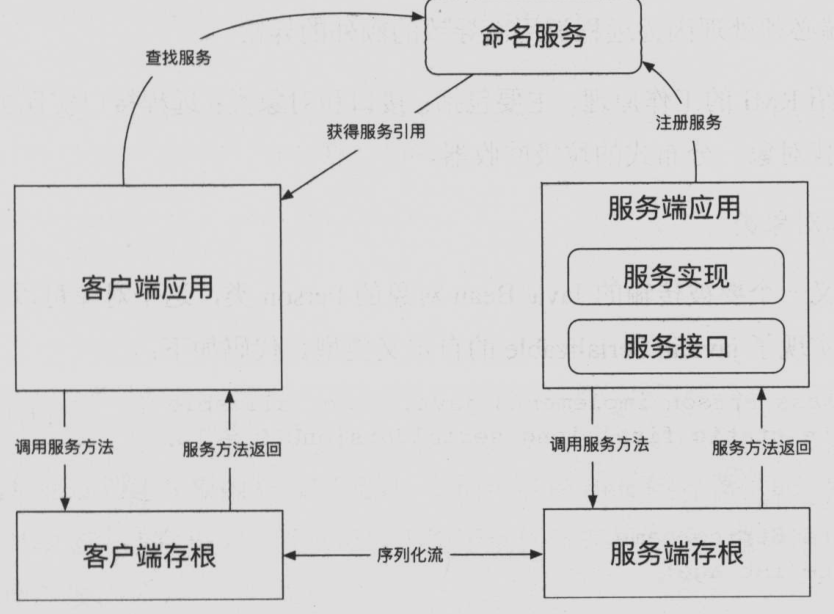 命名服务
查找服务
获得服务引用
注册服务
客户端应用
服务端应用
服务实现
服务接口
调用服务方法
服务方法返回
调用服务方法
服务方法返回
客户端存根
序列化流
服务端存根